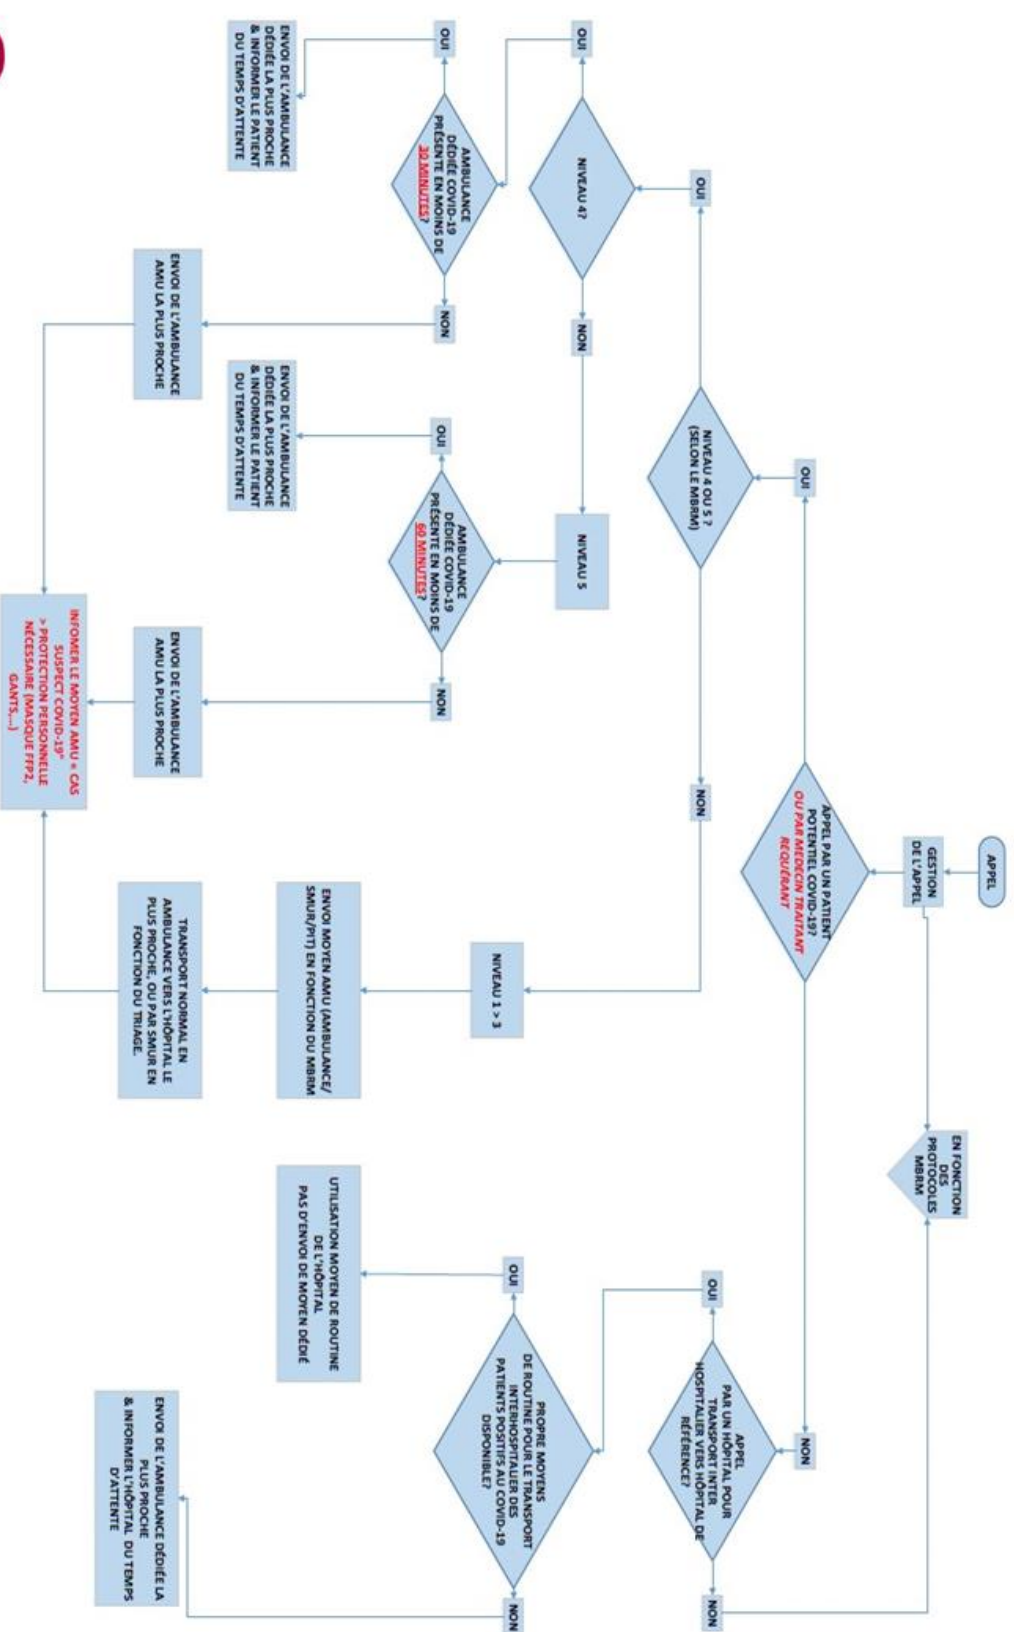 APPEL
GESTION
DE L'APPEL
EN FONCTION
DES
PROTOCOLES
MBRM
APPEL PAR UN PATIENT
POTENTIEL COVID-19?
OU PAR MEDECIN TRAITANT
REQUÉRANT
OUI
NON
NIVEAU 4 OU 5 ?
(SELON LE MBRM)
APPEL
PAR UN HÔPITAL POUR
TRANSPORT INTER
HOSPITALIER VERS HÔPITAL DE
RÉFÉRENCE?
OUI
NON
OUI
NON
NIVEAU 4?
OUI
NON
NIVEAU 5
NIVEAU 1 > 3
PROPRE MOYENS
DE ROUTINE POUR LE TRANSPORT
INTERHOSPITALIER DES
PATIENTS POSITIFS AU COVID-19
DISPONIBLE?
OUI
NON
AMBULANCE
DÉDIÉE COVID-19
PRÉSENTE EN MOINS DE
30 MINUTES?
OUI
NON
AMBULANCE
DÉDIÉE COVID-19
PRÉSENTE EN MOINS DE
60 MINUTES?
OUI
NON
ENVOI MOYEN AMU (AMBULANCE/
SMUR/PIT) EN FONCTION DU MBRM
UTILISATION MOYEN DE ROUTINE
DE L'HÔPITAL
PAS D'ENVOI DE MOYEN DÉDIÉ
ENVOI DE L'AMBULANCE
DÉDIÉE LA PLUS PROCHE
& INFORMER LE PATIENT
DU TEMPS D'ATTENTE
ENVOI DE L'AMBULANCE
DÉDIÉE LA PLUS PROCHE
& INFORMER LE PATIENT
DU TEMPS D'ATTENTE
ENVOI DE L'AMBULANCE
AMU LA PLUS PROCHE
ENVOI DE L'AMBULANCE
AMU LA PLUS PROCHE
TRANSPORT NORMAL EN
AMBULANCE VERS L'HÔPITAL LE
PLUS PROCHE, OU PAR SMUR EN
FONCTION DU TRIAGE.
ENVOI DE L'AMBULANCE DÉDIÉE LA
PLUS PROCHE
& INFORMER L'HÔPITAL DU TEMPS
D'ATTENTE
INFOMER LE MOYEN AMU « CAS
SUSPECT COVID-19"
> PROTECTION PERSONNELLE
NÉCESSAIRE (MASQUE FFP2,
GANTS,...)